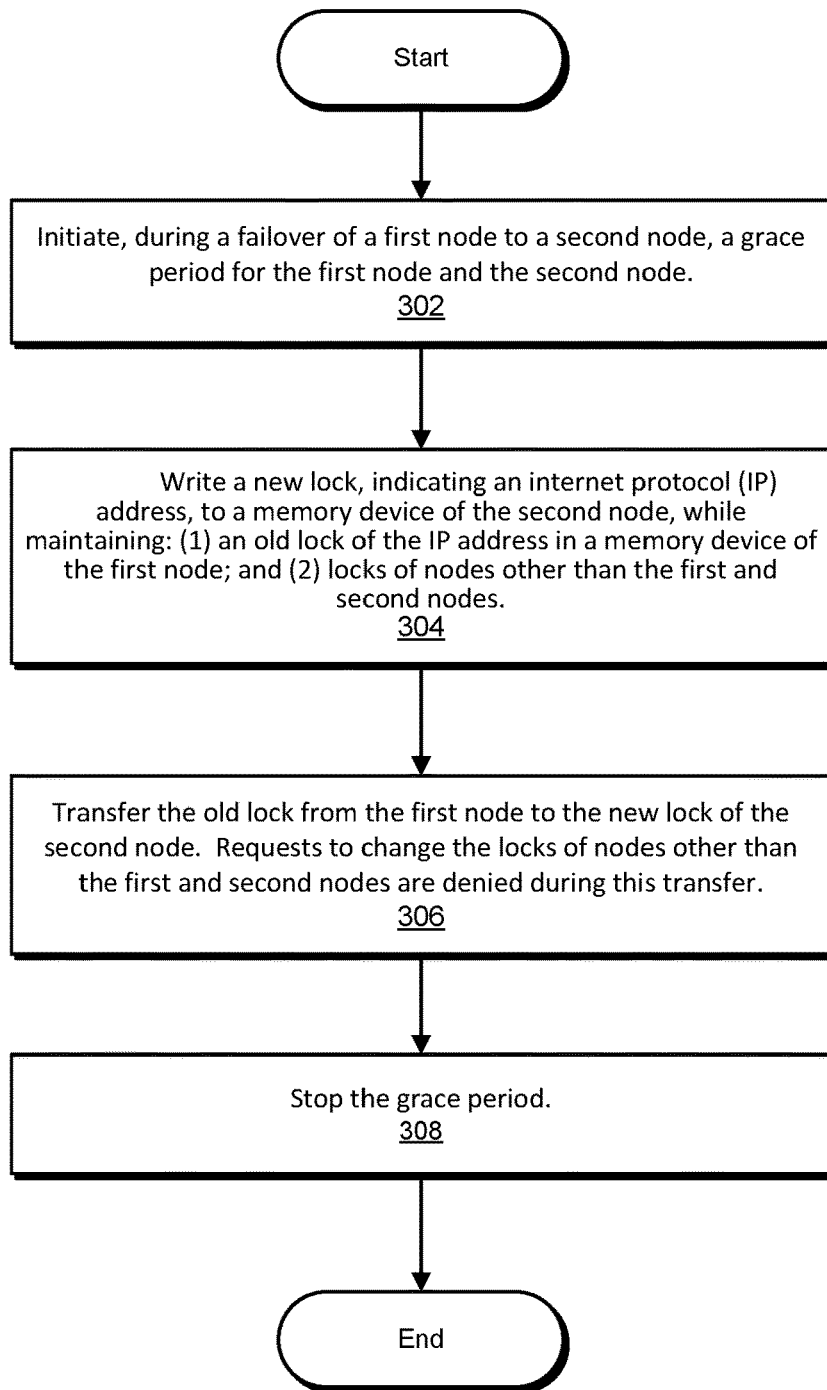 Start
Initiate, during a failover of a first node to a second node, a grace
period for the first node and the second node.
302
Write a new lock, indicating an internet protocol (IP)
address, to a memory device of the second node, while
maintaining: (1) an old lock of the IP address in a memory device of
the first node; and (2) locks of nodes other than the first and
second nodes.
304
Transfer the old lock from the first node to the new lock of the
second node.  Requests to change the locks of nodes other than
the first and second nodes are denied during this transfer.
306
Stop the grace period.
308
End